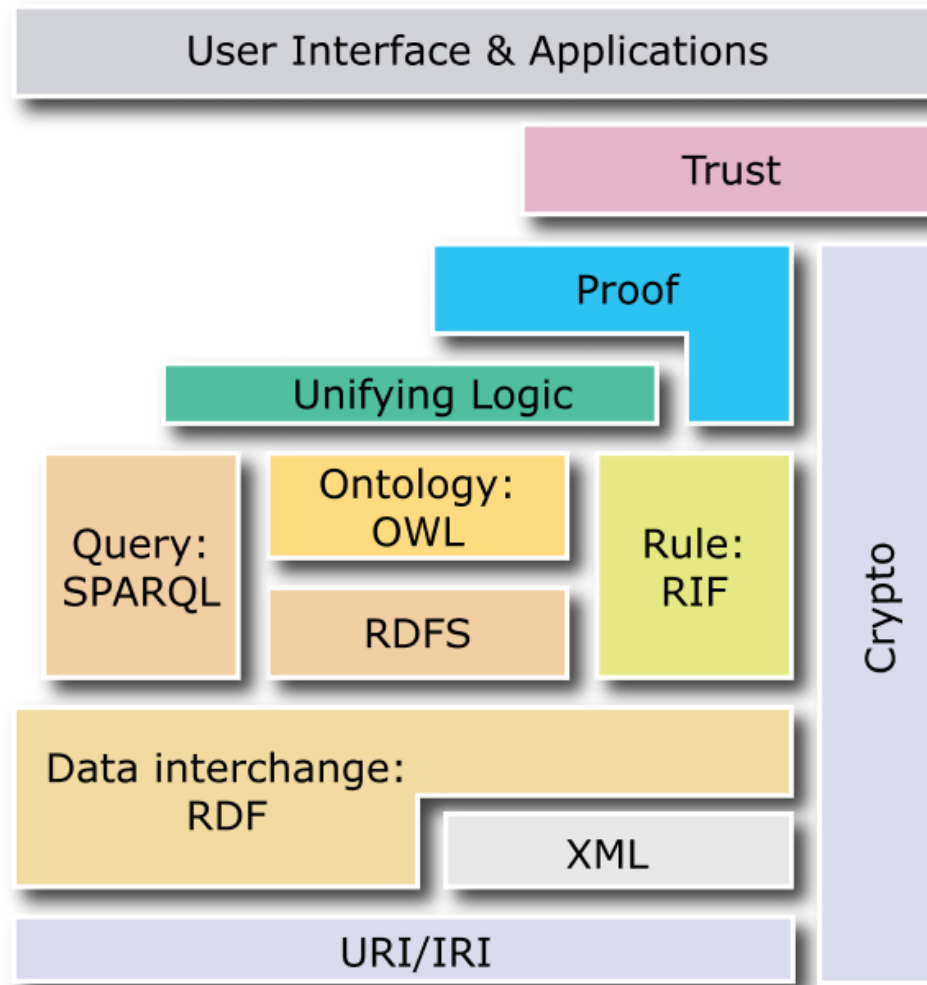 User Interface & Applications
Trust
Proof
Unifying Logic
Query:
SPARQL
Ontology:
OWL
RDFS
Rule:
RIF
Crypto
Data interchange:
RDF
XML
URI/IRI